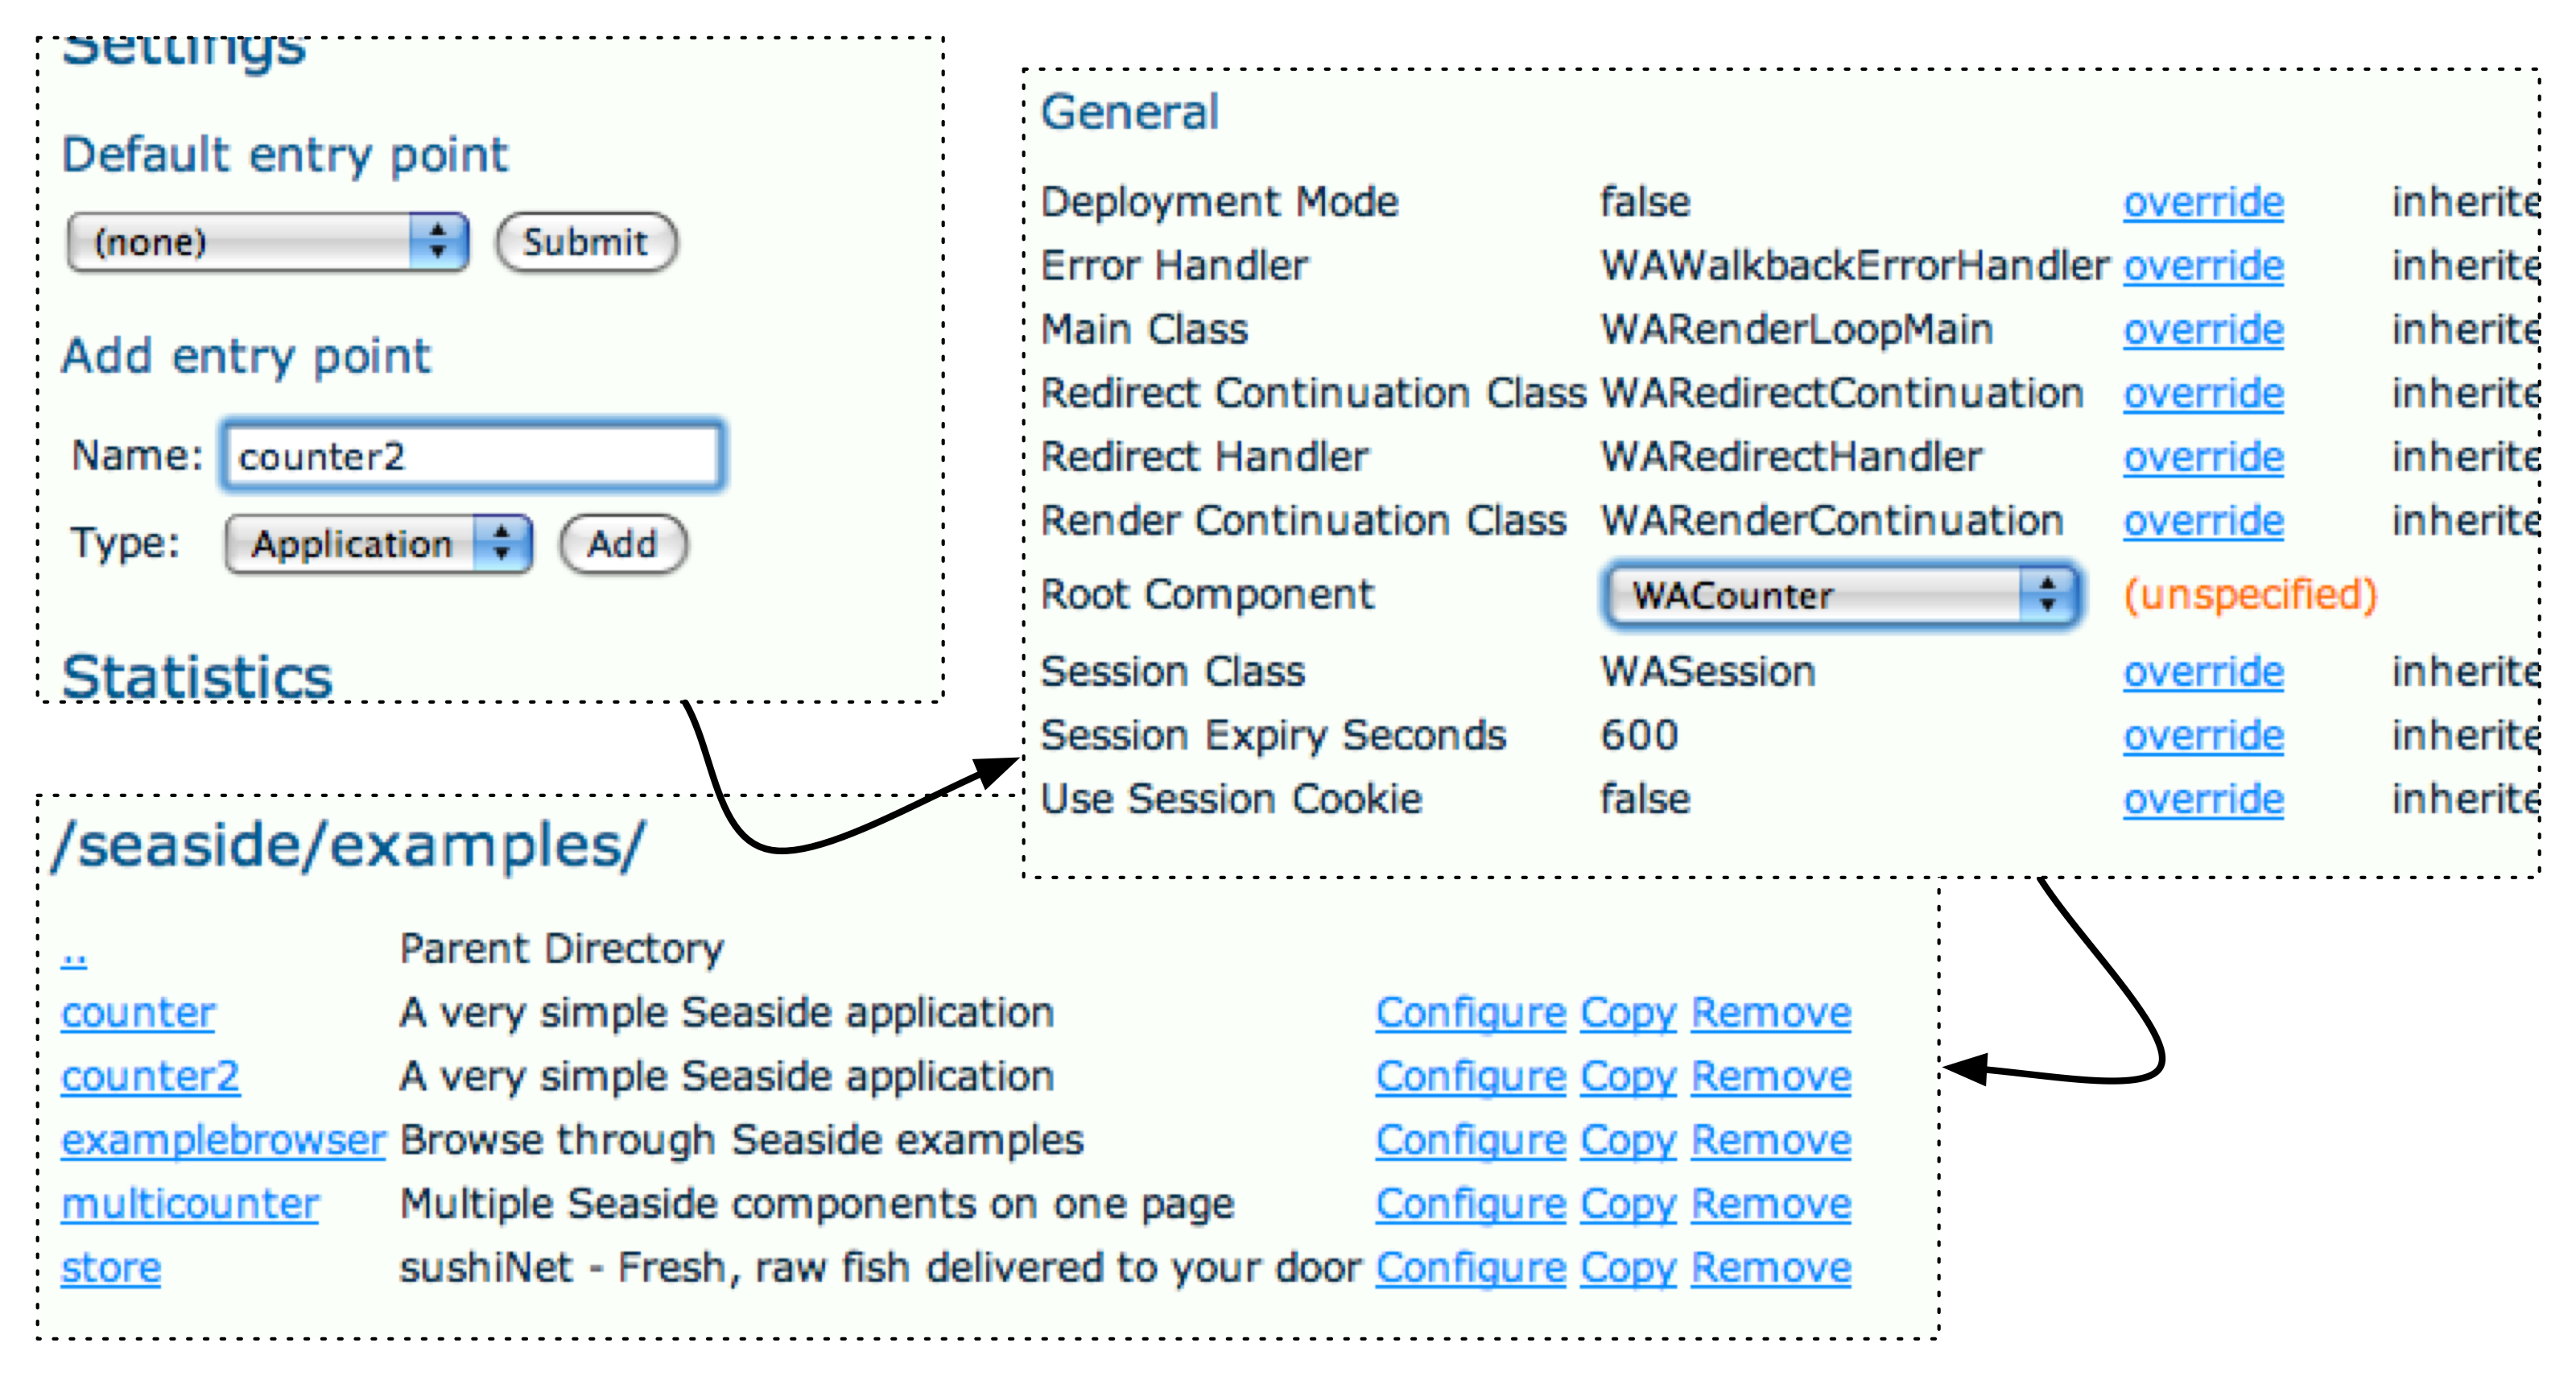 Settings
Default entry point
(none) Submit
Add entry point
Name: counter2
Type: Application Add
Statistics
General
Deployment Mode false override inherite
Error Handler WAWalkbackErrorHandler override inherite
Main Class WARenderLoopMain override inherite
Redirect Continuation Class WARedirectContinuation override inherite
Redirect Handler WARedirectHandler override inherite
Render Continuation Class WARenderContinuation override inherite
Root Component WACounter (unspecified)
Session Class WASession override inherite
Session Expiry Seconds 600 override inherite
Use Session Cookie false override inherite
/seaside/examples/
.. Parent Directory
counter A very simple Seaside application Configure Copy Remove
counter2 A very simple Seaside application Configure Copy Remove
examplebrowser Browse through Seaside examples Configure Copy Remove
multicounter Multiple Seaside components on one page Configure Copy Remove
store sushiNet - Fresh, raw fish delivered to your door Configure Copy Remove